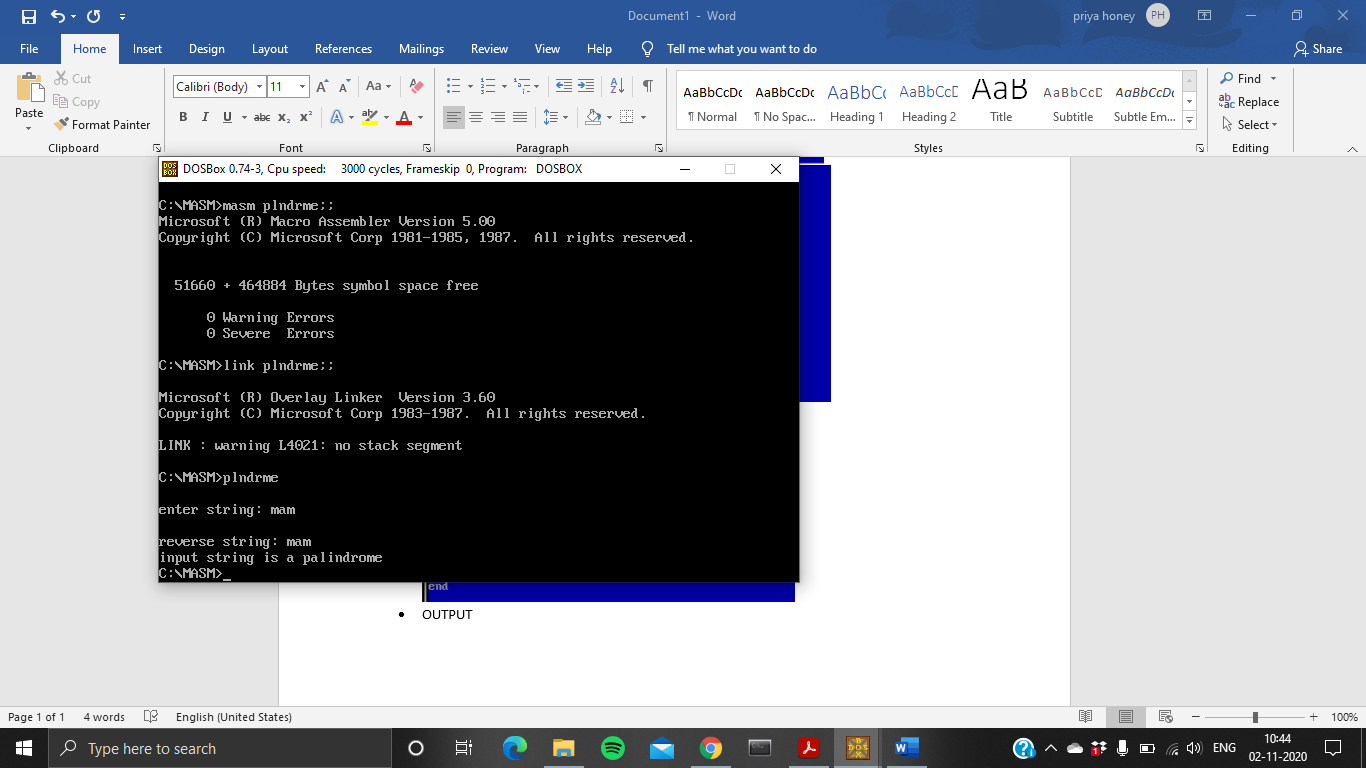 Document1 - Word
priya honey
PH
File Home Insert Design Layout References Mailings Review View Help Tell me what you want to do Share
Paste
Cut
Copy
Format Painter
Clipboard
Calibri (Body) 11
B I U abc x₂ x²
Font
Paragraph
AaBbCcDc AaBbCcDc AaBbCc AaBbCcD AaB AaBbCcD AaBbCcDc
¶ Normal ¶ No Spac... Heading 1 Heading 2 Title Subtitle Subtle Em...
Styles
Find
Replace
Select
Editing
DOSBox 0.74-3, Cpu speed: 3000 cycles, Frameskip 0, Program: DOSBOX
C:\MASM>masm plndrme;;
Microsoft (R) Macro Assembler Version 5.00
Copyright (C) Microsoft Corp 1981-1985, 1987. All rights reserved.
51660 + 464884 Bytes symbol space free
0 Warning Errors
0 Severe Errors
C:\MASM>link plndrme;;
Microsoft (R) Overlay Linker Version 3.60
Copyright (C) Microsoft Corp 1983-1987. All rights reserved.
LINK : warning L4021: no stack segment
C:\MASM>plndrme
enter string: mam
reverse string: mam
input string is a palindrome
C:\MASM>_
end
• OUTPUT
Page 1 of 1 4 words English (United States) 100%
Type here to search
ENG
10:44
02-11-2020